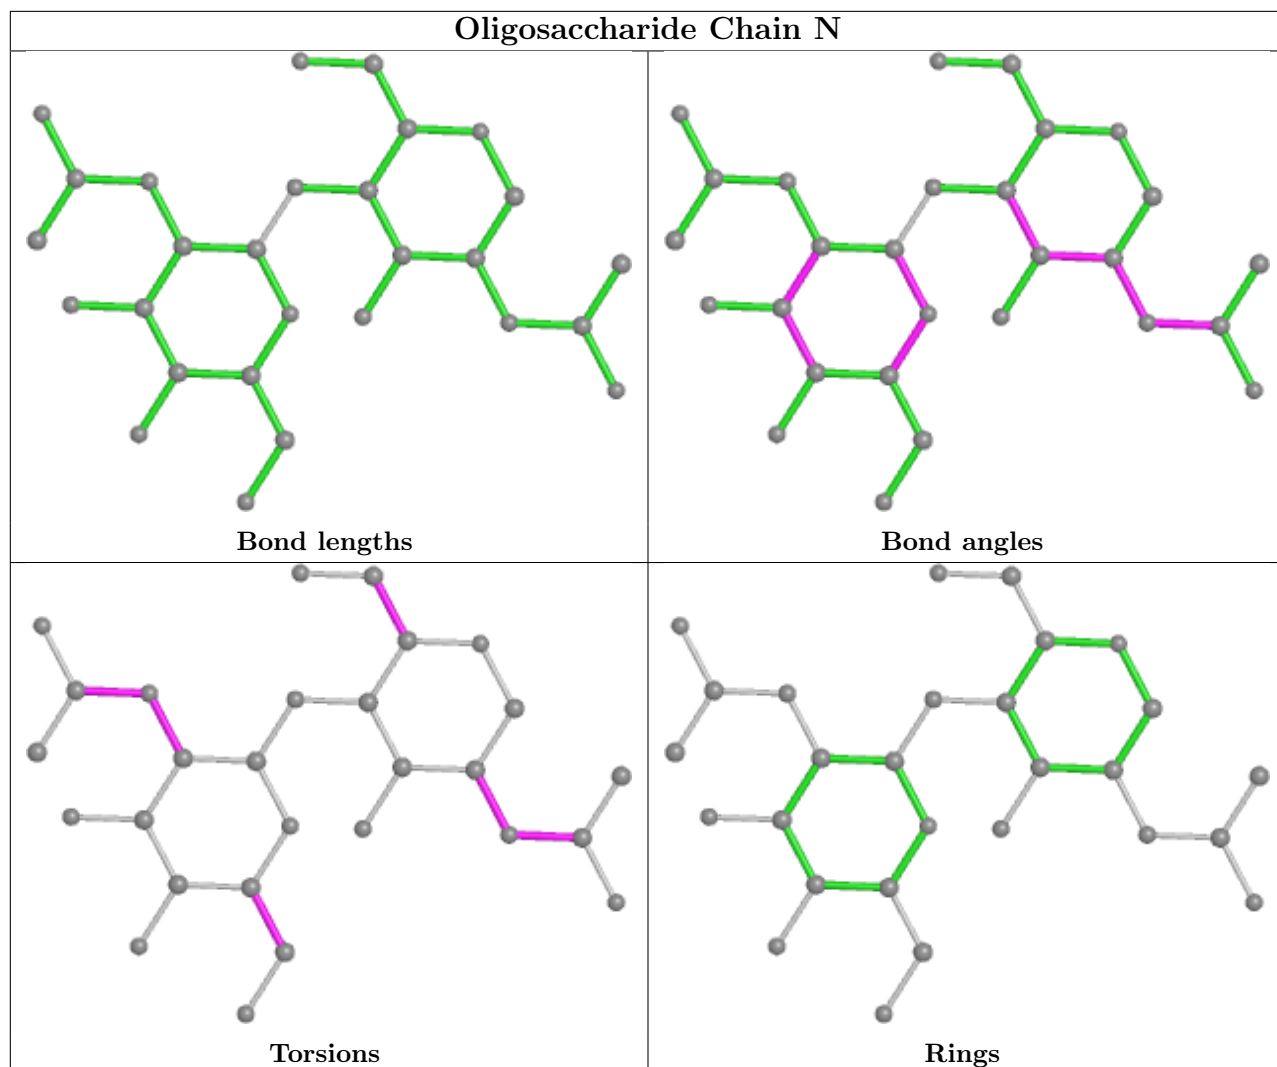 Oligosaccharide Chain N
Bond lengths
Bond angles
Torsions
Rings